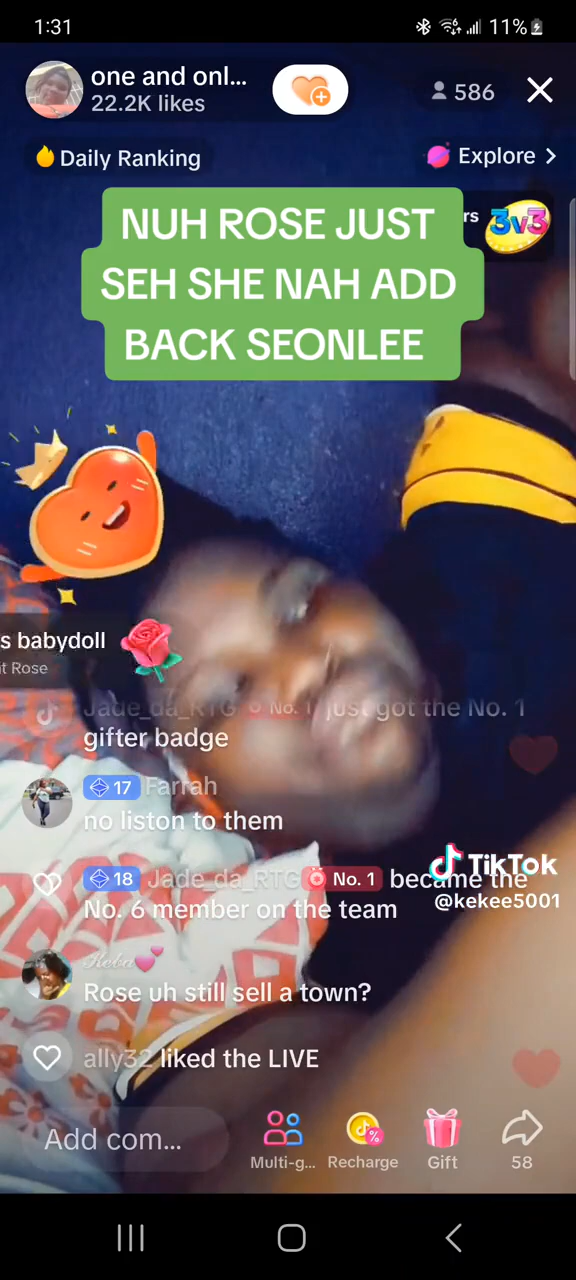 1:31
11%
one and onl...
22.2K likes
586
Daily Ranking
Explore >
NUH ROSE JUST
SEH SHE NAH ADD
BACK SEONLEE
rs
3v3
s babydoll
t Rose
Jade_da_RTG No. 1 just got the No. 1
gifter badge
17 Farrah
no liston to them
18 Jade_da_RTG No. 1 became the
No. 6 member on the team
TikTok
@kekee5001
Keba
Rose uh still sell a town?
ally32 liked the LIVE
Add com...
Multi-g...
Recharge
Gift
58